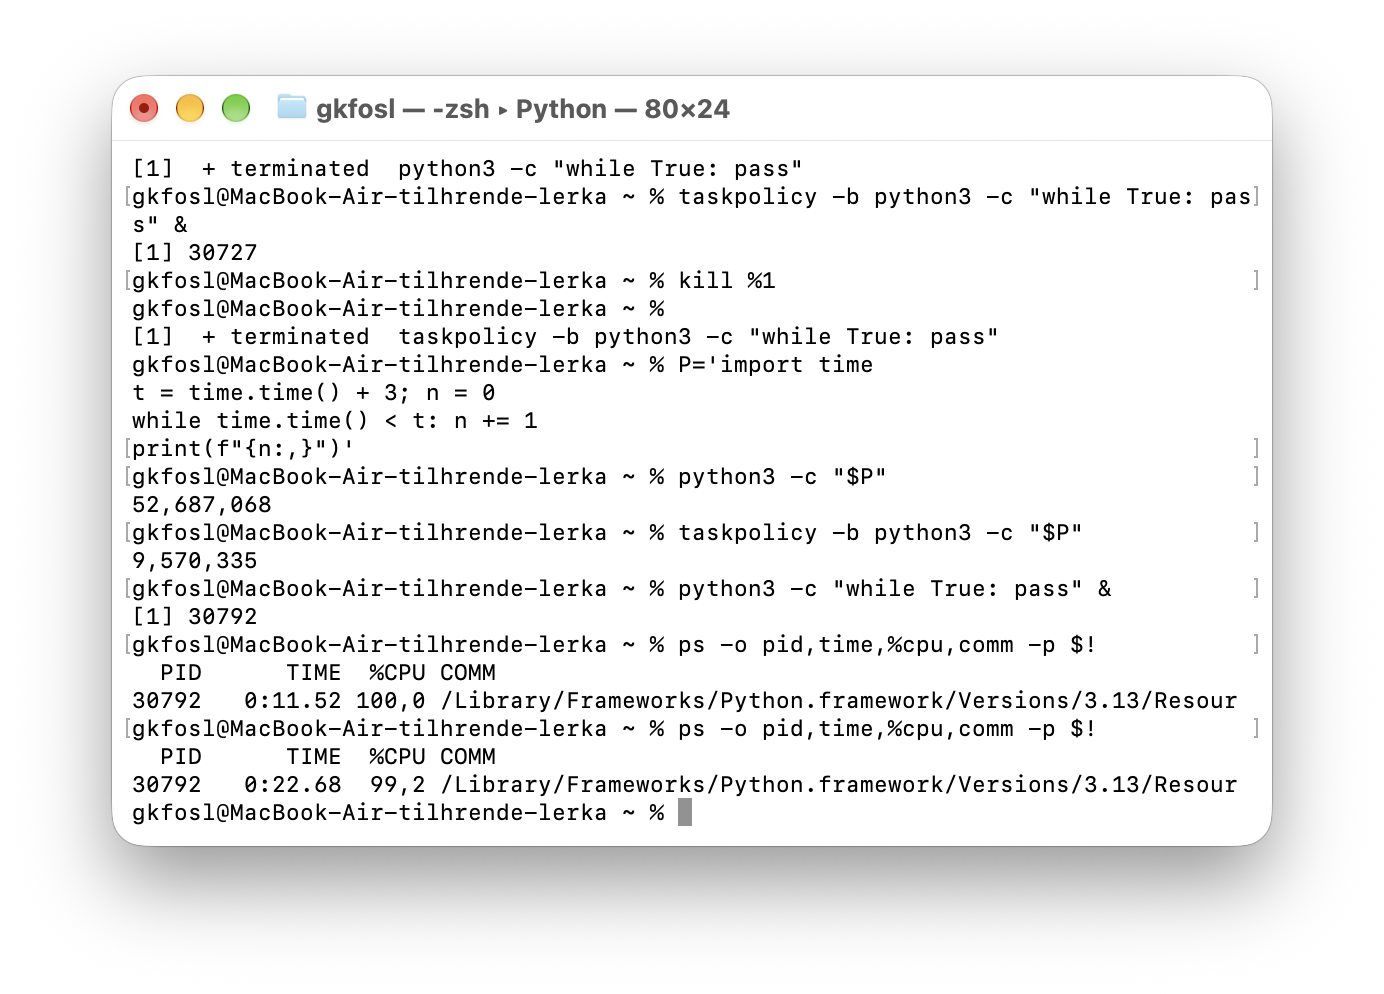 gkfosl — -zsh ▸ Python — 80×24
[1]  + terminated  python3 -c "while True: pass"
[gkfosl@MacBook-Air-tilhrende-lerka ~ % taskpolicy -b python3 -c "while True: pas]
s" &
[1] 30727
[gkfosl@MacBook-Air-tilhrende-lerka ~ % kill %1 ]
gkfosl@MacBook-Air-tilhrende-lerka ~ %
[1]  + terminated  taskpolicy -b python3 -c "while True: pass"
gkfosl@MacBook-Air-tilhrende-lerka ~ % P='import time
t = time.time() + 3; n = 0
while time.time() < t: n += 1
[print(f"{n:,}")' ]
[gkfosl@MacBook-Air-tilhrende-lerka ~ % python3 -c "$P" ]
52,687,068
[gkfosl@MacBook-Air-tilhrende-lerka ~ % taskpolicy -b python3 -c "$P" ]
9,570,335
[gkfosl@MacBook-Air-tilhrende-lerka ~ % python3 -c "while True: pass" & ]
[1] 30792
[gkfosl@MacBook-Air-tilhrende-lerka ~ % ps -o pid,time,%cpu,comm -p $! ]
  PID      TIME  %CPU COMM
30792   0:11.52 100,0 /Library/Frameworks/Python.framework/Versions/3.13/Resour
[gkfosl@MacBook-Air-tilhrende-lerka ~ % ps -o pid,time,%cpu,comm -p $! ]
  PID      TIME  %CPU COMM
30792   0:22.68  99,2 /Library/Frameworks/Python.framework/Versions/3.13/Resour
gkfosl@MacBook-Air-tilhrende-lerka ~ %